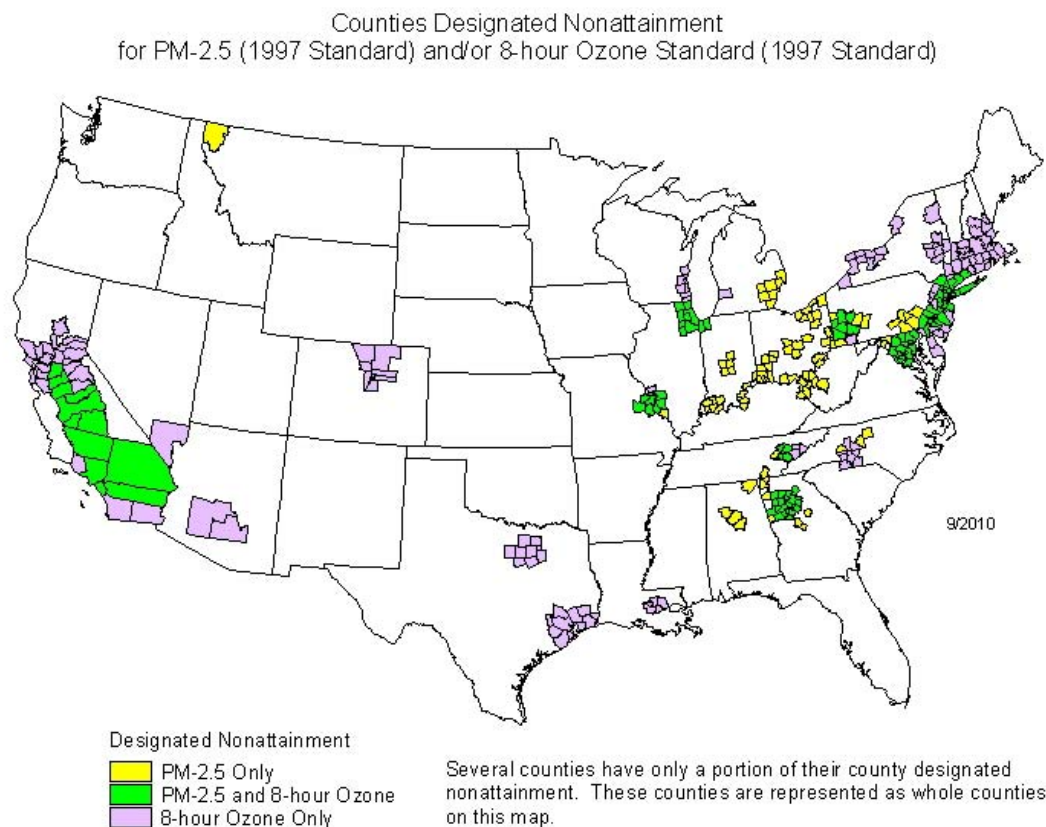 Counties Designated Nonattainment
for PM-2.5 (1997 Standard) and/or 8-hour Ozone Standard (1997 Standard)
9/2010
Designated Nonattainment
PM-2.5 Only
PM-2.5 and 8-hour Ozone
8-hour Ozone Only
Several counties have only a portion of their county designated
nonattainment. These counties are represented as whole counties
on this map.